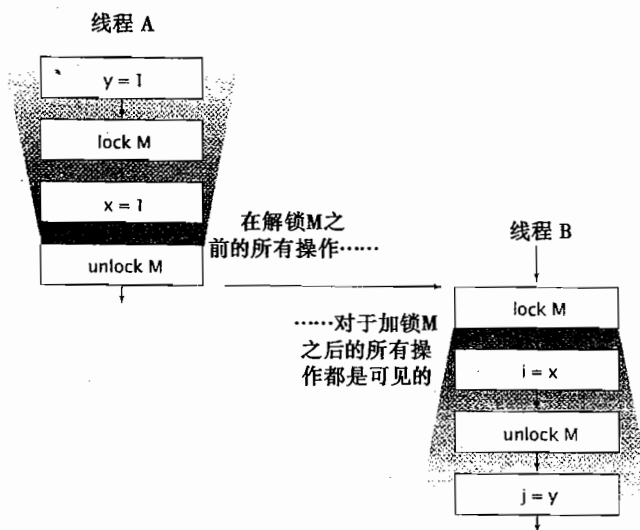 线程 A
y = 1
lock M
x = 1
unlock M
在解锁M之
前的所有操作……
线程 B
……对于加锁M
之后的所有操
作都是可见的
lock M
i = x
unlock M
j = y